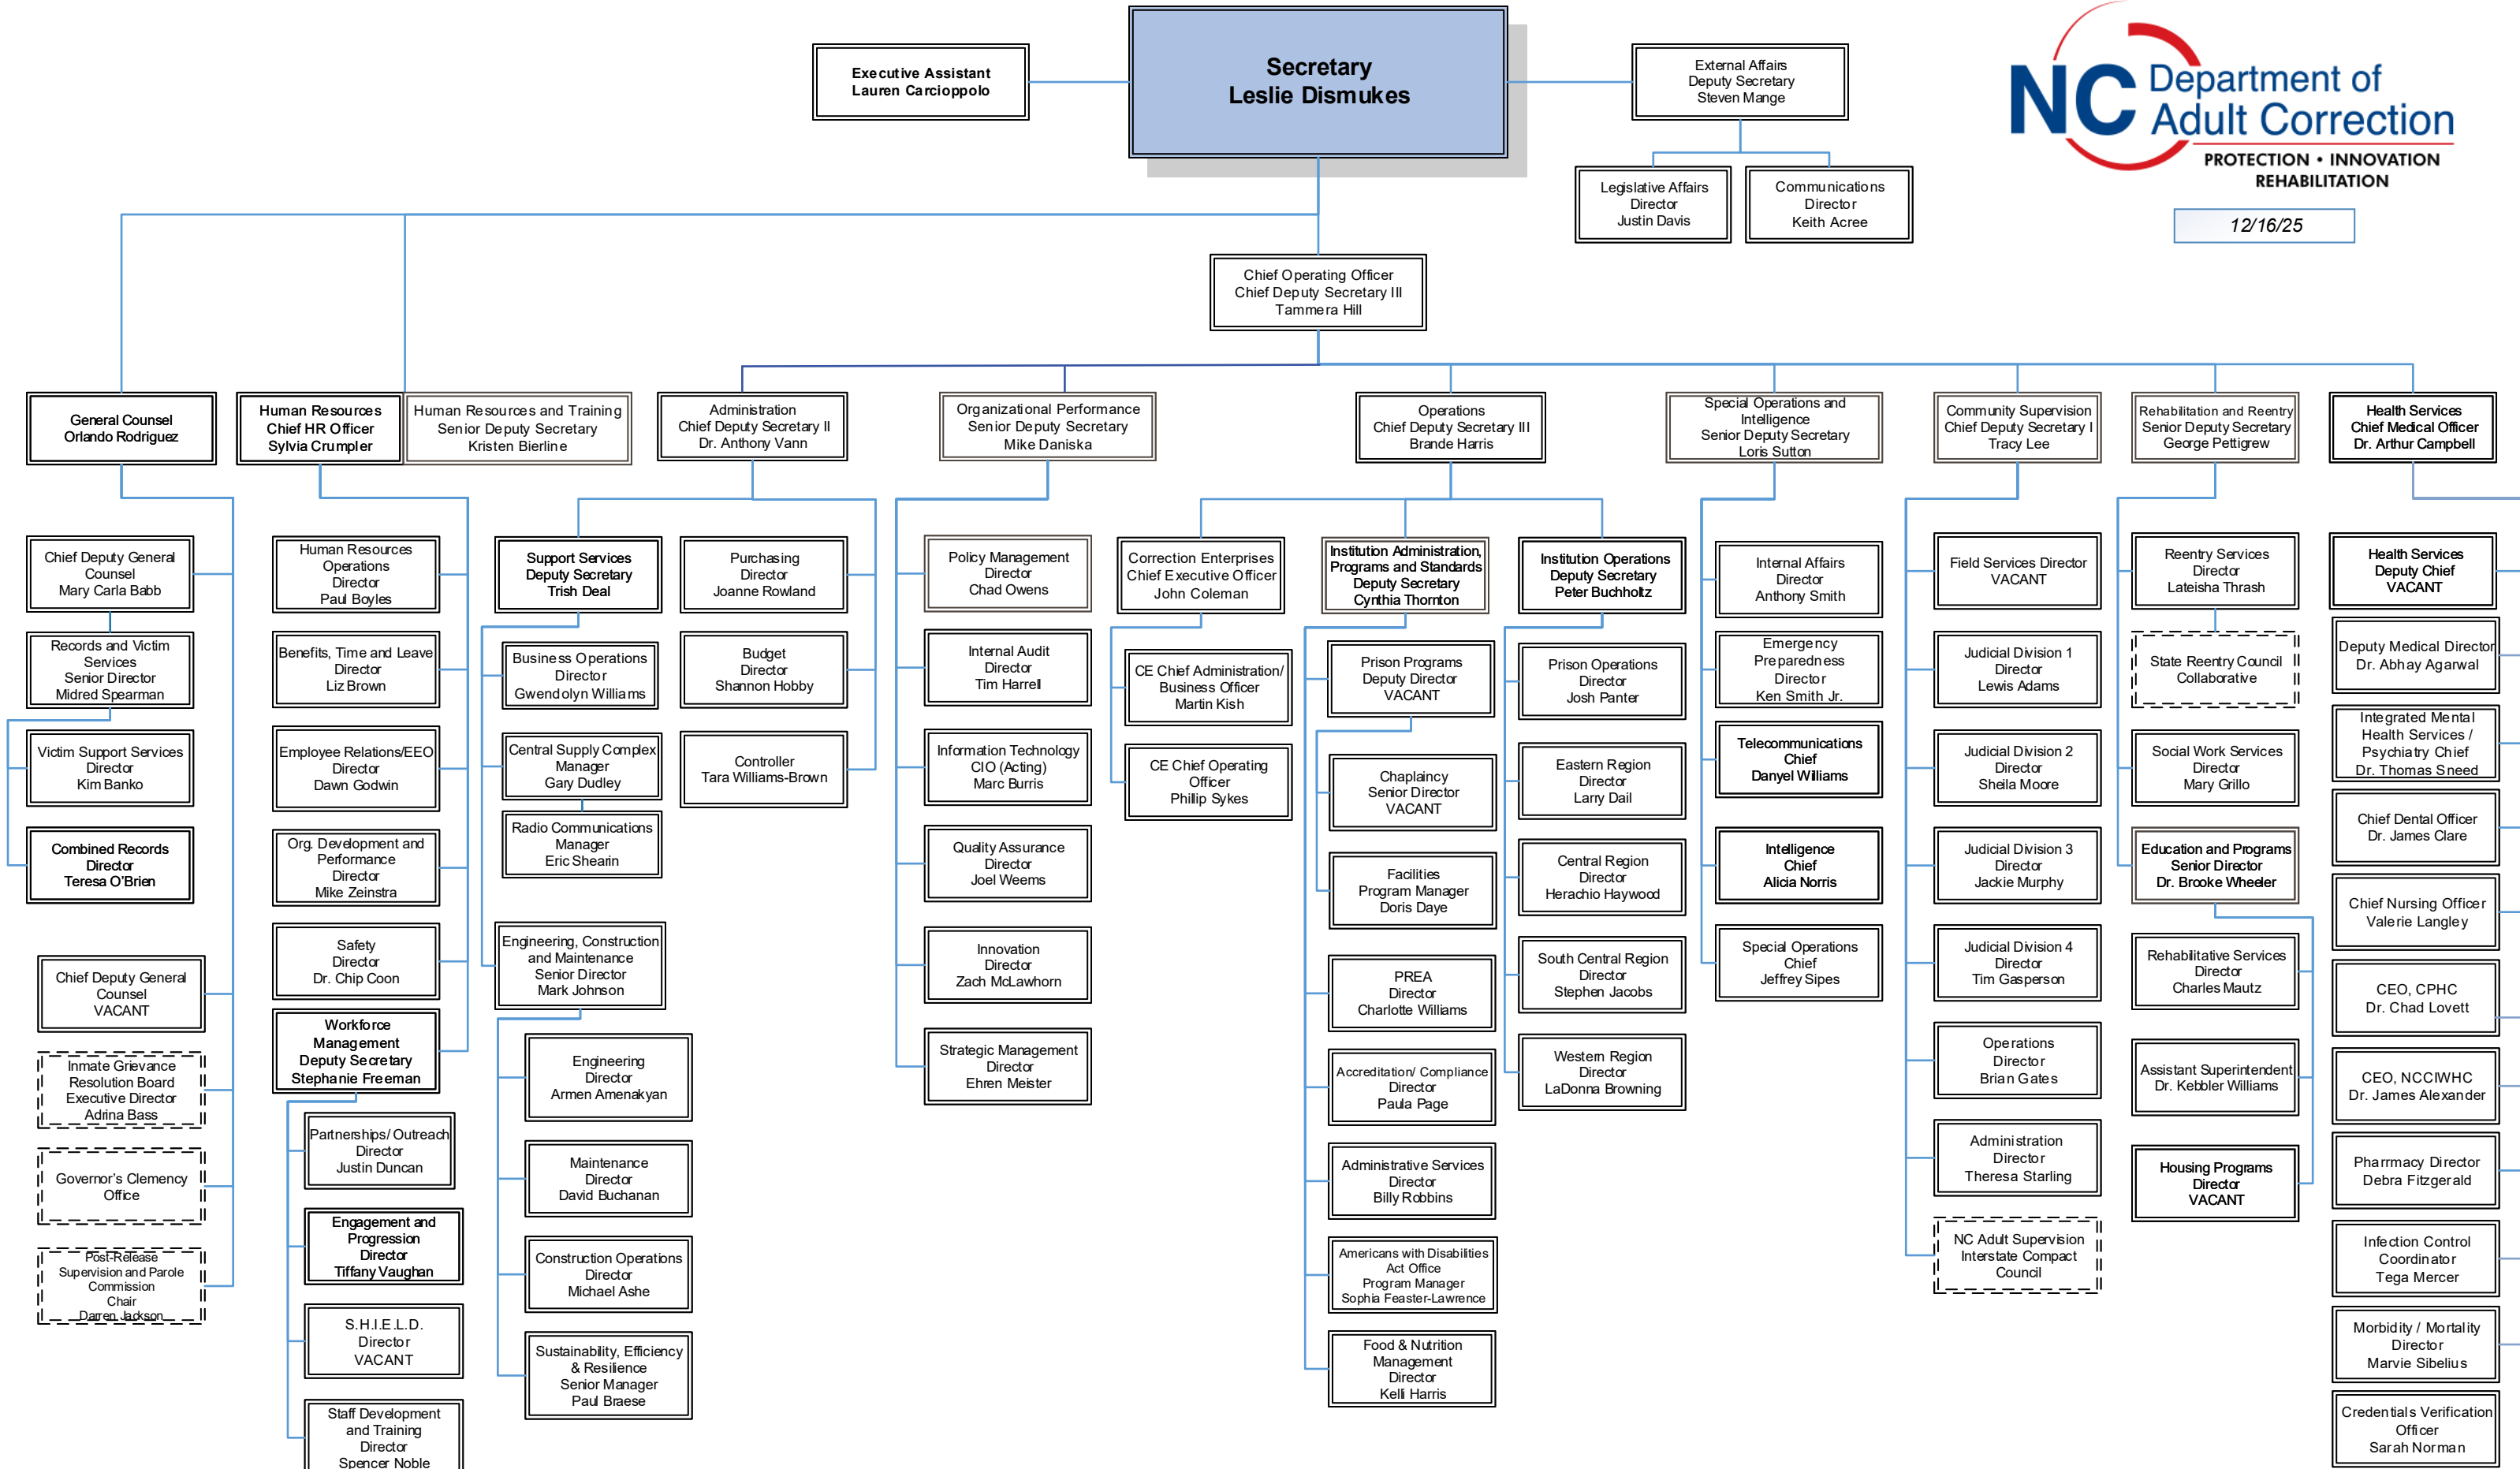 Secretary
Leslie Dismukes
Executive Assistant
Lauren Carcioppolo
External Affairs
Deputy Secretary
Steven Mange
Legislative Affairs
Director
Justin Davis
Communications
Director
Keith Acree
NC Department of
Adult Correction
PROTECTION • INNOVATION
REHABILITATION
12/16/25
Chief Operating Officer
Chief Deputy Secretary III
Tammera Hill
General Counsel
Orlando Rodriguez
Human Resources
Chief HR Officer
Sylvia Crumpler
Human Resources and Training
Senior Deputy Secretary
Kristen Bierline
Administration
Chief Deputy Secretary II
Dr. Anthony Vann
Organizational Performance
Senior Deputy Secretary
Mike Daniska
Operations
Chief Deputy Secretary III
Brande Harris
Special Operations and
Intelligence
Senior Deputy Secretary
Loris Sutton
Community Supervision
Chief Deputy Secretary I
Tracy Lee
Rehabilitation and Reentry
Senior Deputy Secretary
George Pettigrew
Health Services
Chief Medical Officer
Dr. Arthur Campbell
Chief Deputy General
Counsel
Mary Carla Babb
Records and Victim
Services
Senior Director
Midred Spearman
Victim Support Services
Director
Kim Banko
Combined Records
Director
Teresa O'Brien
Chief Deputy General
Counsel
VACANT
Inmate Grievance
Resolution Board
Executive Director
Adrina Bass
Governor's Clemency
Office
Post-Release
Supervision and Parole
Commission
Chair
Darren Jackson
Human Resources
Operations
Director
Paul Boyles
Benefits, Time and Leave
Director
Liz Brown
Employee Relations/EEO
Director
Dawn Godwin
Org. Development and
Performance
Director
Mike Zeinstra
Safety
Director
Dr. Chip Coon
Workforce
Management
Deputy Secretary
Stephanie Freeman
Partnerships/ Outreach
Director
Justin Duncan
Engagement and
Progression
Director
Tiffany Vaughan
S.H.I.E.L.D.
Director
VACANT
Staff Development
and Training
Director
Spencer Noble
Support Services
Deputy Secretary
Trish Deal
Business Operations
Director
Gwendolyn Williams
Central Supply Complex
Manager
Gary Dudley
Radio Communications
Manager
Eric Shearin
Engineering, Construction
and Maintenance
Senior Director
Mark Johnson
Engineering
Director
Armen Amenakyan
Maintenance
Director
David Buchanan
Construction Operations
Director
Michael Ashe
Sustainability, Efficiency
& Resilience
Senior Manager
Paul Braese
Purchasing
Director
Joanne Rowland
Budget
Director
Shannon Hobby
Controller
Tara Williams-Brown
Policy Management
Director
Chad Owens
Internal Audit
Director
Tim Harrell
Information Technology
CIO (Acting)
Marc Burris
Quality Assurance
Director
Joel Weems
Innovation
Director
Zach McLawhorn
Strategic Management
Director
Ehren Meister
Correction Enterprises
Chief Executive Officer
John Coleman
CE Chief Administration/
Business Officer
Martin Kish
CE Chief Operating
Officer
Phillip Sykes
Institution Administration,
Programs and Standards
Deputy Secretary
Cynthia Thornton
Prison Programs
Deputy Director
VACANT
Chaplaincy
Senior Director
VACANT
Facilities
Program Manager
Doris Daye
PREA
Director
Charlotte Williams
Accreditation/ Compliance
Director
Paula Page
Administrative Services
Director
Billy Robbins
Americans with Disabilities
Act Office
Program Manager
Sophia Feaster-Lawrence
Food & Nutrition
Management
Director
Kelli Harris
Institution Operations
Deputy Secretary
Peter Buchholtz
Prison Operations
Director
Josh Panter
Eastern Region
Director
Larry Dail
Central Region
Director
Herachio Haywood
South Central Region
Director
Stephen Jacobs
Western Region
Director
LaDonna Browning
Internal Affairs
Director
Anthony Smith
Emergency
Preparedness
Director
Ken Smith Jr.
Telecommunications
Chief
Danyel Williams
Intelligence
Chief
Alicia Norris
Special Operations
Chief
Jeffrey Sipes
Field Services Director
VACANT
Judicial Division 1
Director
Lewis Adams
Judicial Division 2
Director
Sheila Moore
Judicial Division 3
Director
Jackie Murphy
Judicial Division 4
Director
Tim Gasperson
Operations
Director
Brian Gates
Administration
Director
Theresa Starling
NC Adult Supervision
Interstate Compact
Council
Reentry Services
Director
Lateisha Thrash
State Reentry Council
Collaborative
Social Work Services
Director
Mary Grillo
Education and Programs
Senior Director
Dr. Brooke Wheeler
Rehabilitative Services
Director
Charles Mautz
Assistant Superintendent
Dr. Kebbler Williams
Housing Programs
Director
VACANT
Health Services
Deputy Chief
VACANT
Deputy Medical Director
Dr. Abhay Agarwal
Integrated Mental
Health Services /
Psychiatry Chief
Dr. Thomas Sneed
Chief Dental Officer
Dr. James Clare
Chief Nursing Officer
Valerie Langley
CEO, CPHC
Dr. Chad Lovett
CEO, NCCIWHC
Dr. James Alexander
Pharrmacy Director
Debra Fitzgerald
Infection Control
Coordinator
Tega Mercer
Morbidity / Mortality
Director
Marvie Sibelius
Credentials Verification
Officer
Sarah Norman